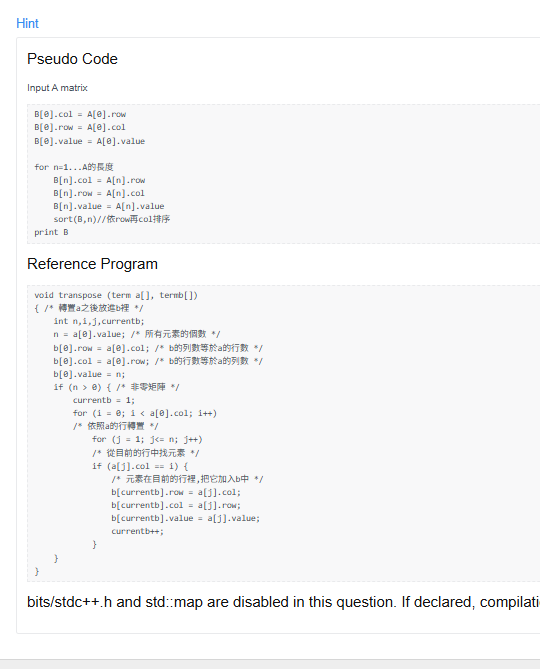 Hint
Pseudo Code
Input A matrix
B[0].col = A[0].row
B[0].row = A[0].col
B[0].value = A[0].value
for n=1...A的長度
B[n].col = A[n].row
B[n].row = A[n].col
B[n].value = A[n].value
sort(B,n)//依row再col排序
print B
Reference Program
void transpose (term a[], termb[])
{ /* 轉置a之後放進b裡 */
int n,i,j,currentb;
n = a[0].value; /* 所有元素的個數 */
b[0].row = a[0].col; /* b的列數等於a的行數 */
b[0].col = a[0].row; /* b的行數等於a的列數 */
b[0].value = n;
if (n > 0) { /* 非零矩陣 */
currentb = 1;
for (i = 0; i < a[0].col; i++)
/* 依照a的行轉置 */
for (j = 1; j<= n; j++)
/* 從目前的行中找元素 */
if (a[j].col == i) {
/* 元素在目前的行裡,把它加入b中 */
b[currentb].row = a[j].col;
b[currentb].col = a[j].row;
b[currentb].value = a[j].value;
currentb++;
}
}
}
bits/stdc++.h and std::map are disabled in this question. If declared, compilati